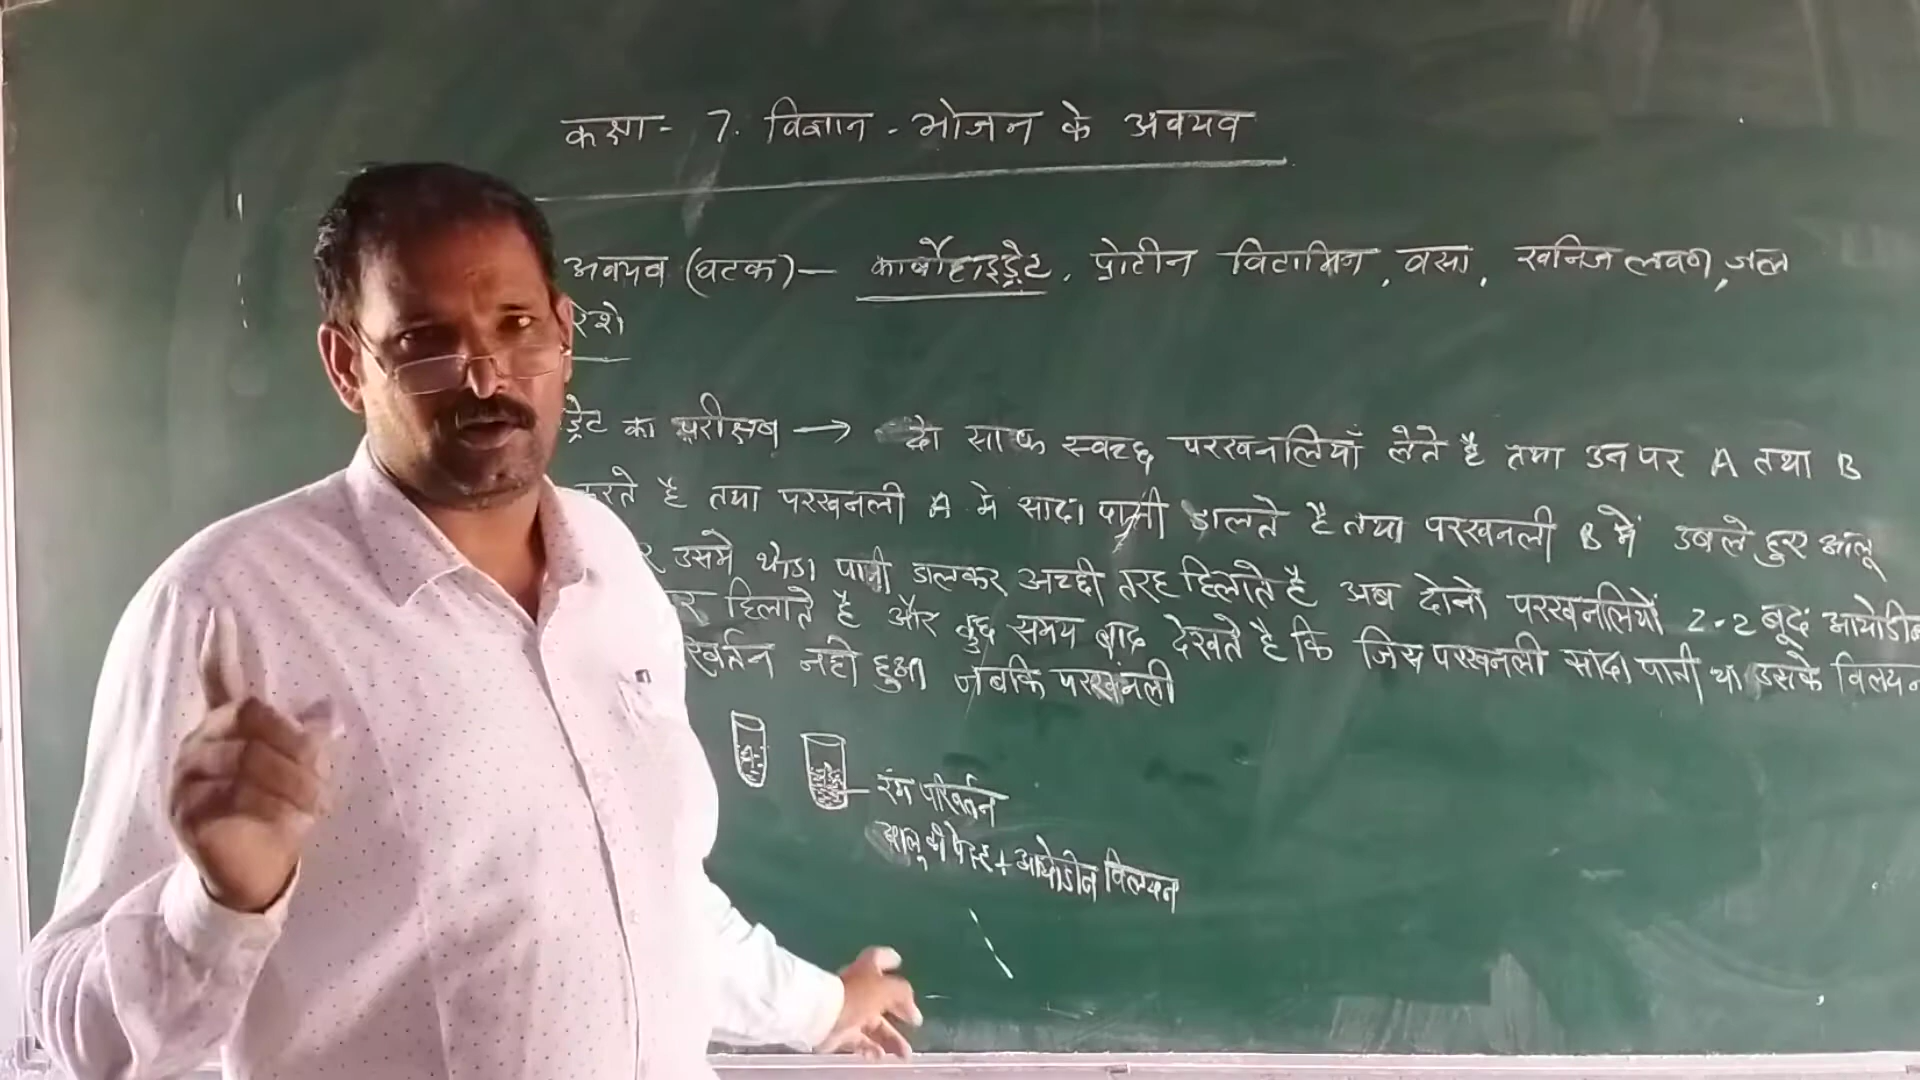 कक्षा - 7. विज्ञान - भोजन के अवयव
अवयव (घटक) — कार्बोहाइड्रेट, प्रोटीन विटामिन, वसा, खनिज लवण, जल
रेशे
ड्रेट का परीक्षण → दो साफ स्वच्छ परखनलियाँ लेते है तथा उन पर A तथा B
करते है तथा परखनली A मे सादा पानी डालते है तथा परखनली B में उबले हुए आलू
उसमे थोडा पानी डालकर अच्छी तरह हिलाते है अब दोनो परखनलियों 2-2 बूदं आयोडीन
हिलाते है और कुछ समय बाद देखते है कि जिस परखनली सादा पानी था उसके विलयन
नही हुआ जबकि परखनली
रंग परिवर्तन
आलू की पेस्ट + आयोडीन विलयन